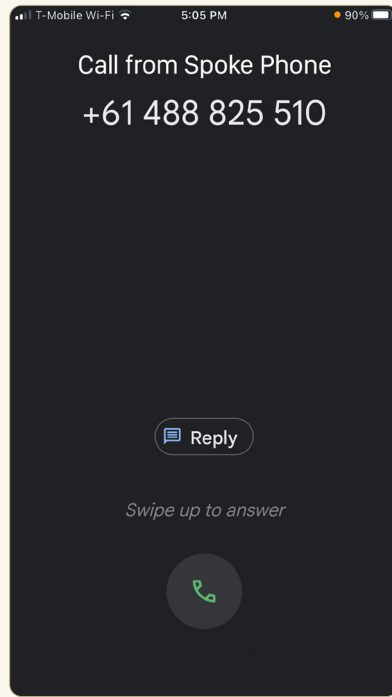 T-Mobile Wi-Fi 5:05 PM 90%
Call from Spoke Phone
+61 488 825 510
Reply
Swipe up to answer